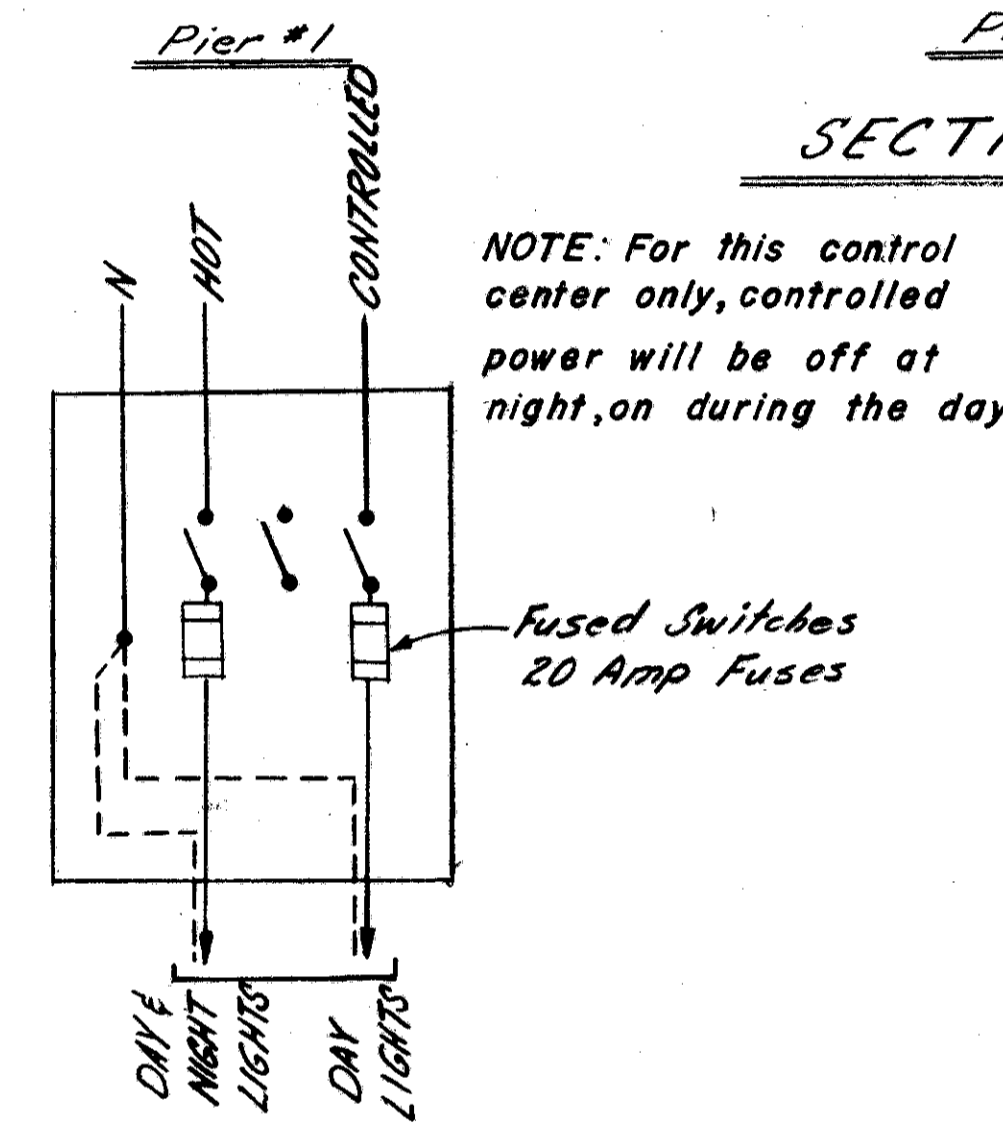 Pier #1
SECTI
N
HOT
CONTROLLED
NOTE: For this control
center only, controlled
power will be off at
night, on during the day
Fused Switches
20 Amp Fuses
DAY &
NIGHT
LIGHTS
DAY
LIGHTS